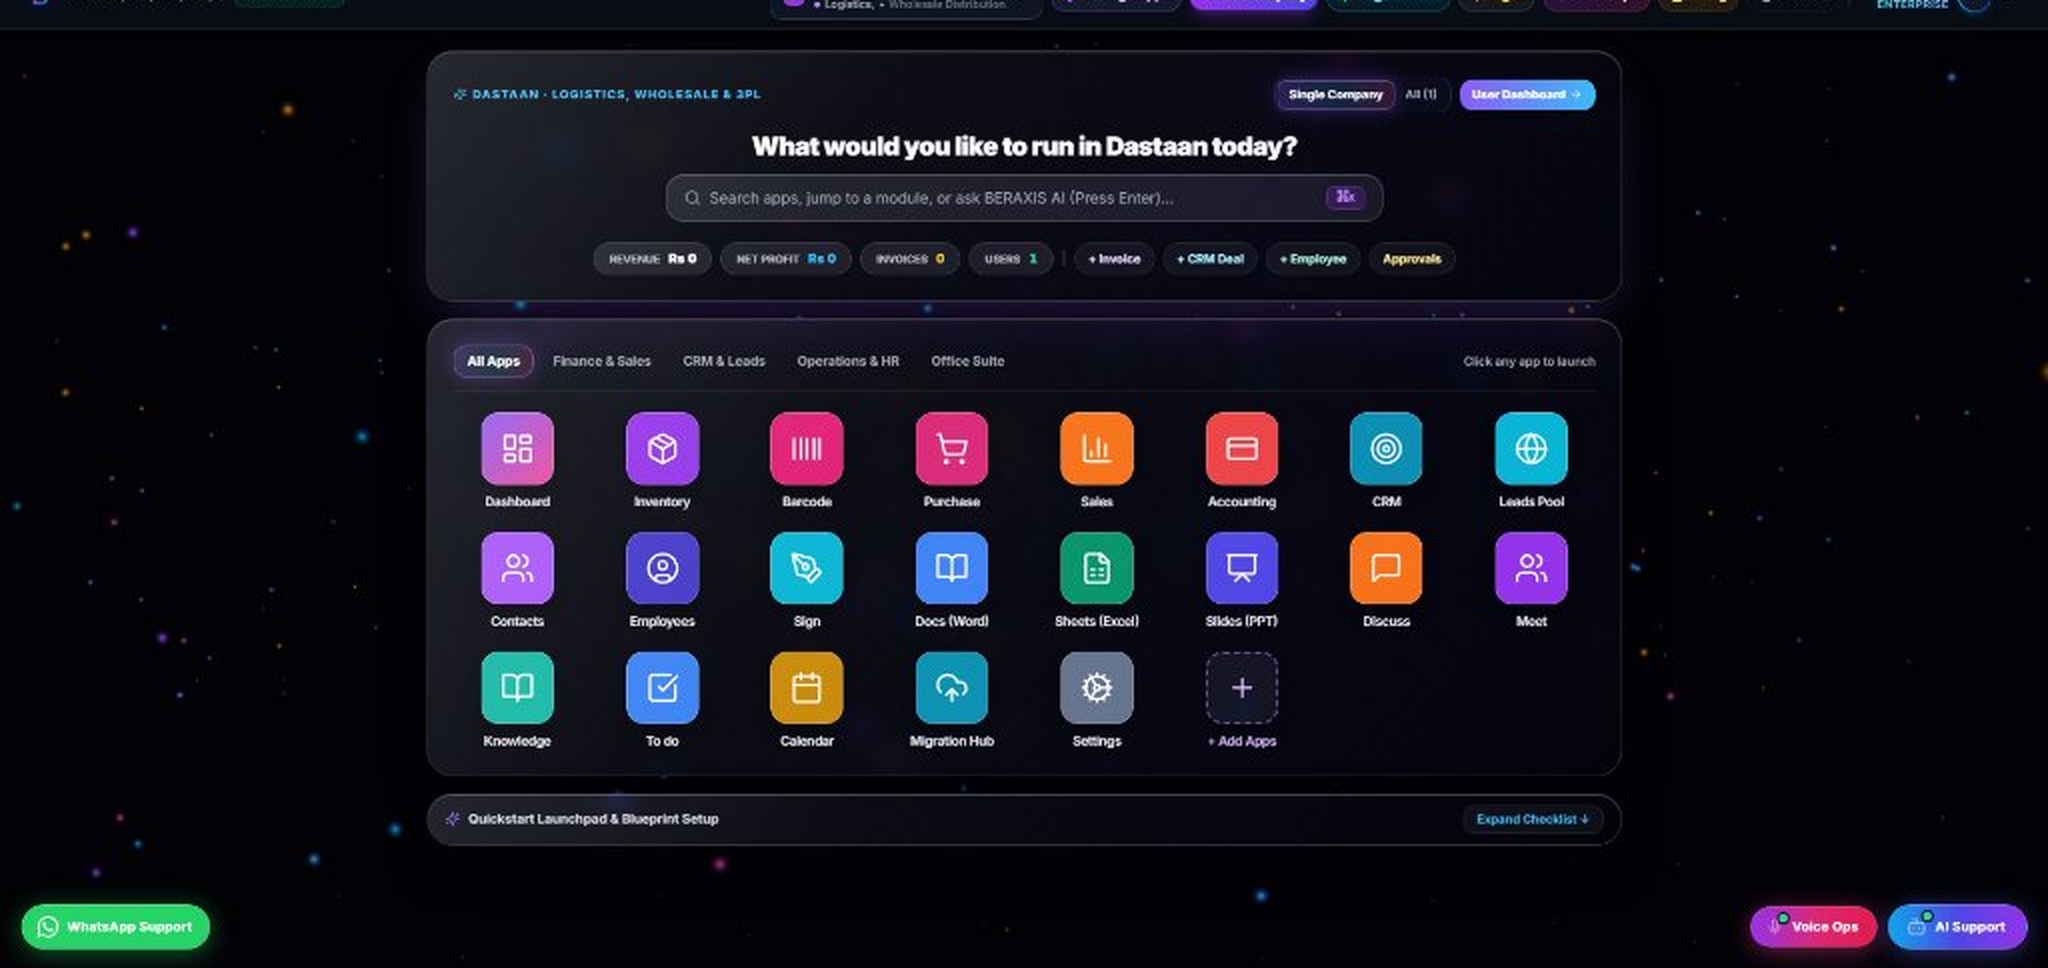 Logistics, • Wholesale Distribution
ENTERPRISE
DASTAAN · LOGISTICS, WHOLESALE & 3PL
Single Company
All (1)
User Dashboard →
What would you like to run in Dastaan today?
Search apps, jump to a module, or ask BERAXIS AI (Press Enter)...
⌘K
REVENUE Rs 0
NET PROFIT Rs 0
INVOICES 0
USERS 1
+ Invoice
+ CRM Deal
+ Employee
Approvals
All Apps
Finance & Sales
CRM & Leads
Operations & HR
Office Suite
Click any app to launch
Dashboard
Inventory
Barcode
Purchase
Sales
Accounting
CRM
Leads Pool
Contacts
Employees
Sign
Docs (Word)
Sheets (Excel)
Slides (PPT)
Discuss
Meet
Knowledge
To do
Calendar
Migration Hub
Settings
+ Add Apps
Quickstart Launchpad & Blueprint Setup
Expand Checklist ↓
WhatsApp Support
Voice Ops
AI Support